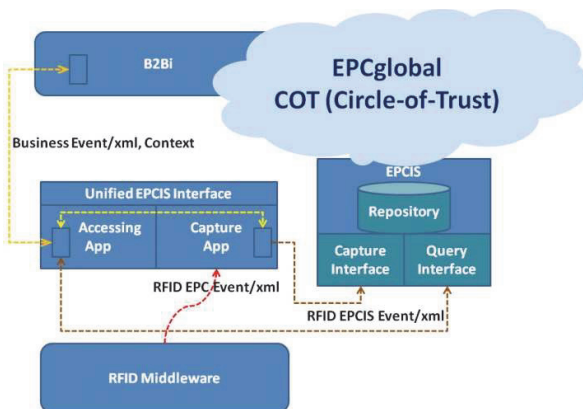 B2Bi
EPCglobal
COT (Circle-of-Trust)
Business Event/xml, Context
EPCIS
Unified EPCIS Interface
Repository
Accessing
App
Capture
App
Capture
Interface
Query
Interface
RFID EPC Event/xml
RFID EPCIS Event/xml
RFID Middleware